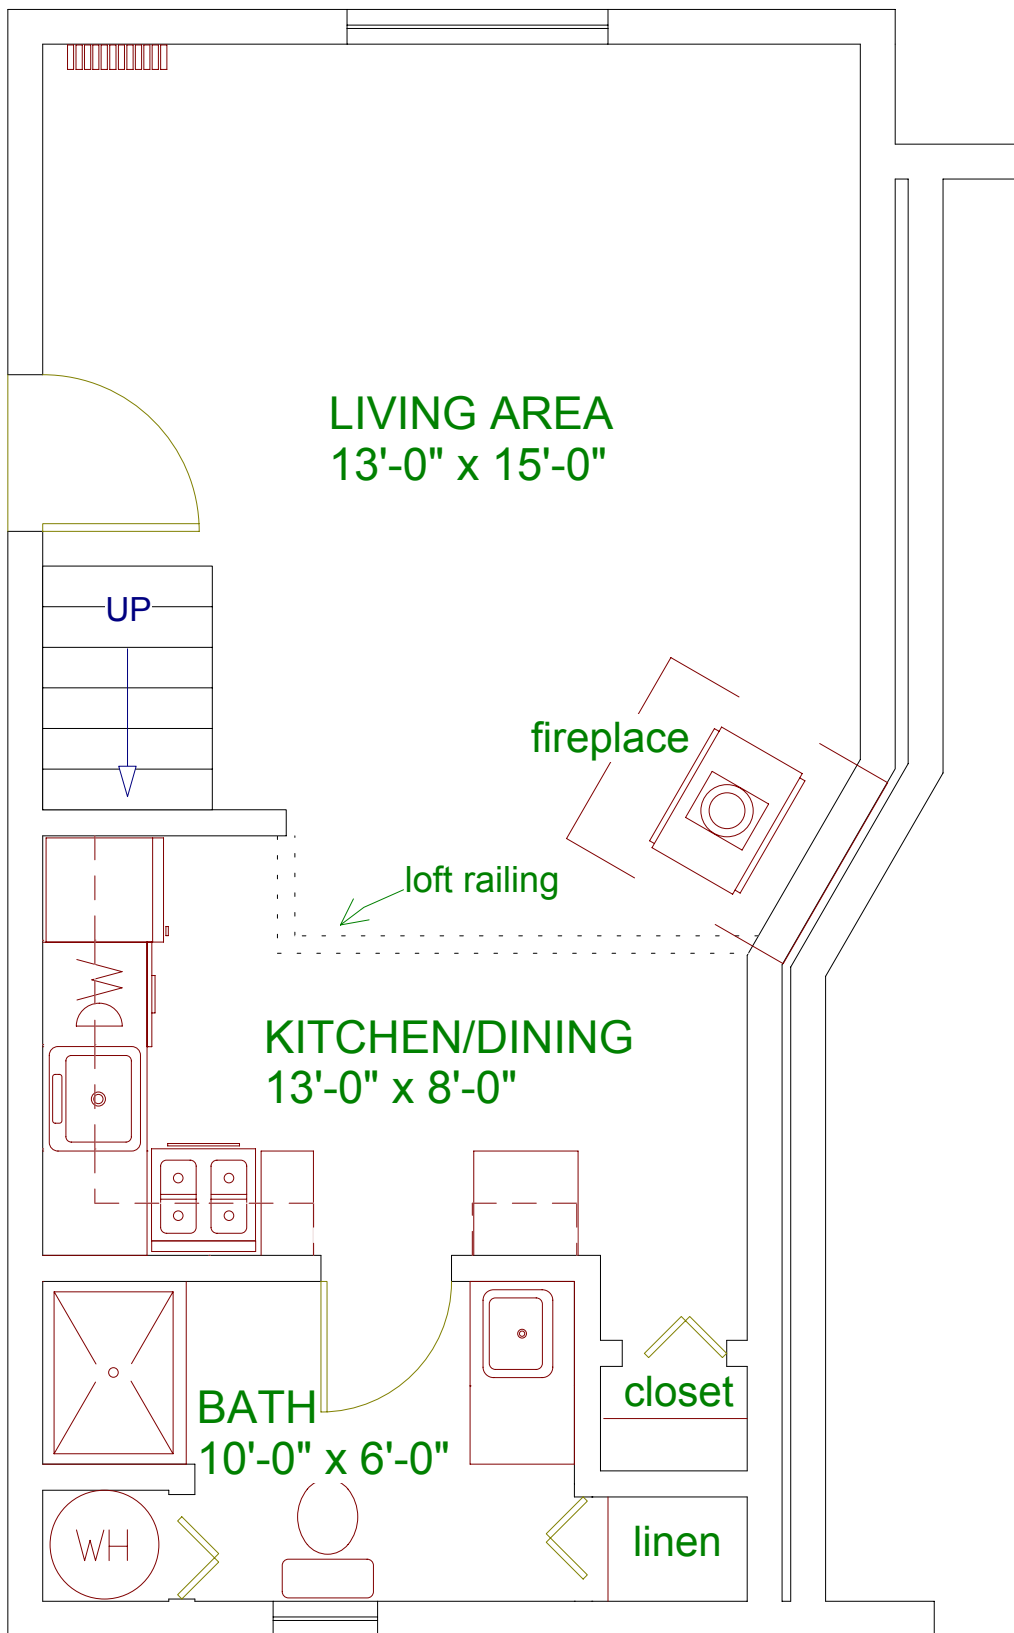 LIVING AREA
13'-0" x 15'-0"
UP
fireplace
loft railing
KITCHEN/DINING
13'-0" x 8'-0"
closet
BATH
10'-0" x 6'-0"
WH
linen
DW